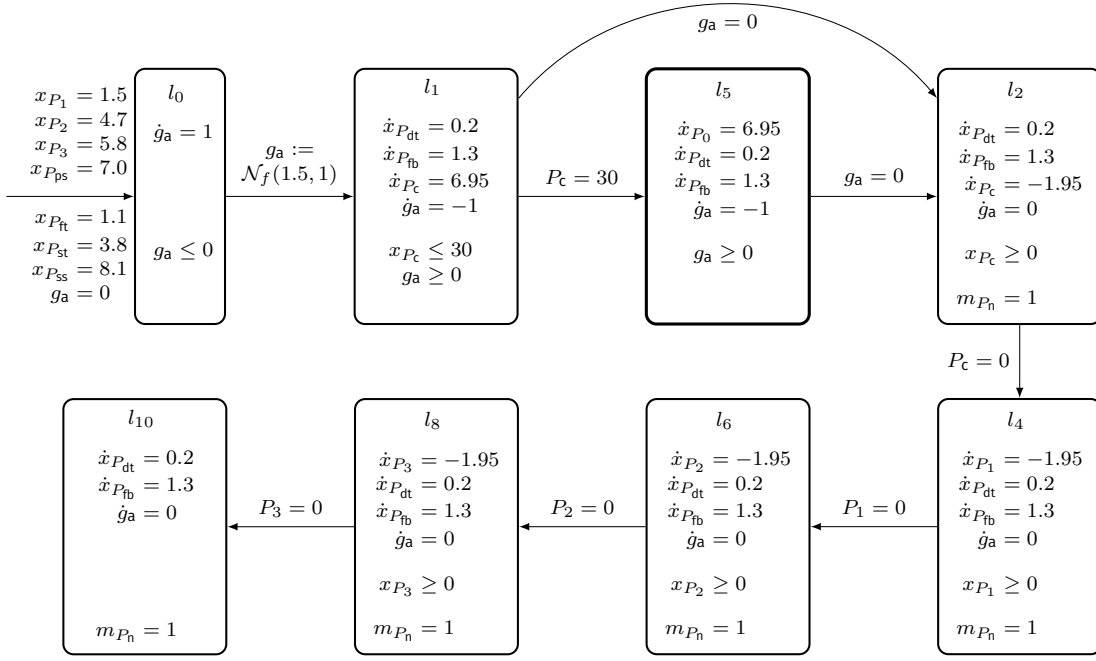 x_{P_1} = 1.5
x_{P_2} = 4.7
x_{P_3} = 5.8
x_{P_ps} = 7.0
x_{P_ft} = 1.1
x_{P_st} = 3.8
x_{P_ss} = 8.1
g_a = 0
l_0
ġ_a = 1
g_a ≤ 0
g_a :=
𝒩_f(1.5, 1)
l_1
ẋ_{P_dt} = 0.2
ẋ_{P_fb} = 1.3
ẋ_{P_c} = 6.95
ġ_a = −1
x_{P_c} ≤ 30
g_a ≥ 0
g_a = 0
P_c = 30
l_5
ẋ_{P_0} = 6.95
ẋ_{P_dt} = 0.2
ẋ_{P_fb} = 1.3
ġ_a = −1
g_a ≥ 0
g_a = 0
l_2
ẋ_{P_dt} = 0.2
ẋ_{P_fb} = 1.3
ẋ_{P_c} = −1.95
ġ_a = 0
x_{P_c} ≥ 0
m_{P_n} = 1
P_c = 0
l_4
ẋ_{P_1} = −1.95
ẋ_{P_dt} = 0.2
ẋ_{P_fb} = 1.3
ġ_a = 0
x_{P_1} ≥ 0
m_{P_n} = 1
P_1 = 0
l_6
ẋ_{P_2} = −1.95
ẋ_{P_dt} = 0.2
ẋ_{P_fb} = 1.3
ġ_a = 0
x_{P_2} ≥ 0
m_{P_n} = 1
P_2 = 0
l_8
ẋ_{P_3} = −1.95
ẋ_{P_dt} = 0.2
ẋ_{P_fb} = 1.3
ġ_a = 0
x_{P_3} ≥ 0
m_{P_n} = 1
P_3 = 0
l_{10}
ẋ_{P_dt} = 0.2
ẋ_{P_fb} = 1.3
ġ_a = 0
m_{P_n} = 1